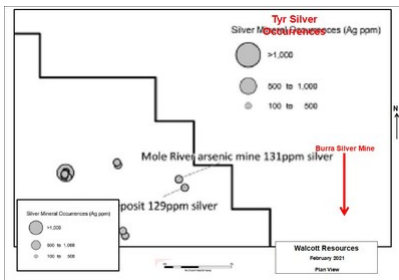 Tyr Silver
Occurrences
Silver Mineral Occurrences (Ag ppm)
>1,000
500 to 1,000
100 to 500
N
Burra Silver Mine
Mole River arsenic mine 131ppm silver
posit 129ppm silver
Silver Mineral Occurrences (Ag ppm)
>1,000
500 to 1,000
100 to 500
Walcott Resources
February 2021
Plan View